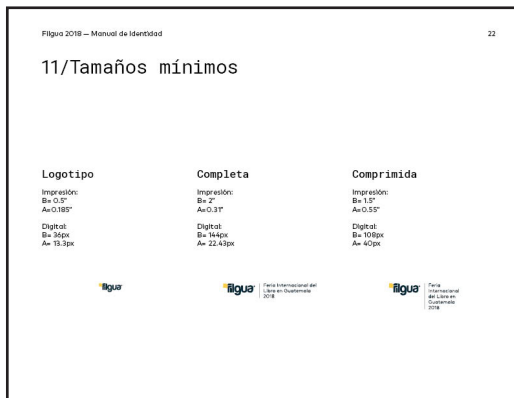 Filgua 2018 — Manual de Identidad
22
11/Tamaños mínimos
Logotipo
Impresión:
B= 0.5"
A=0.185"
Digital:
B= 36px
A= 13.3px
filgua
Completa
Impresión:
B= 2"
A=0.31"
Digital:
B= 144px
A= 22.43px
filgua
Feria Internacional del
Libro en Guatemala
2018
Comprimida
Impresión:
B= 1.5"
A=0.55"
Digital:
B= 108px
A= 40px
filgua
Feria
Internacional
del Libro en
Guatemala
2018